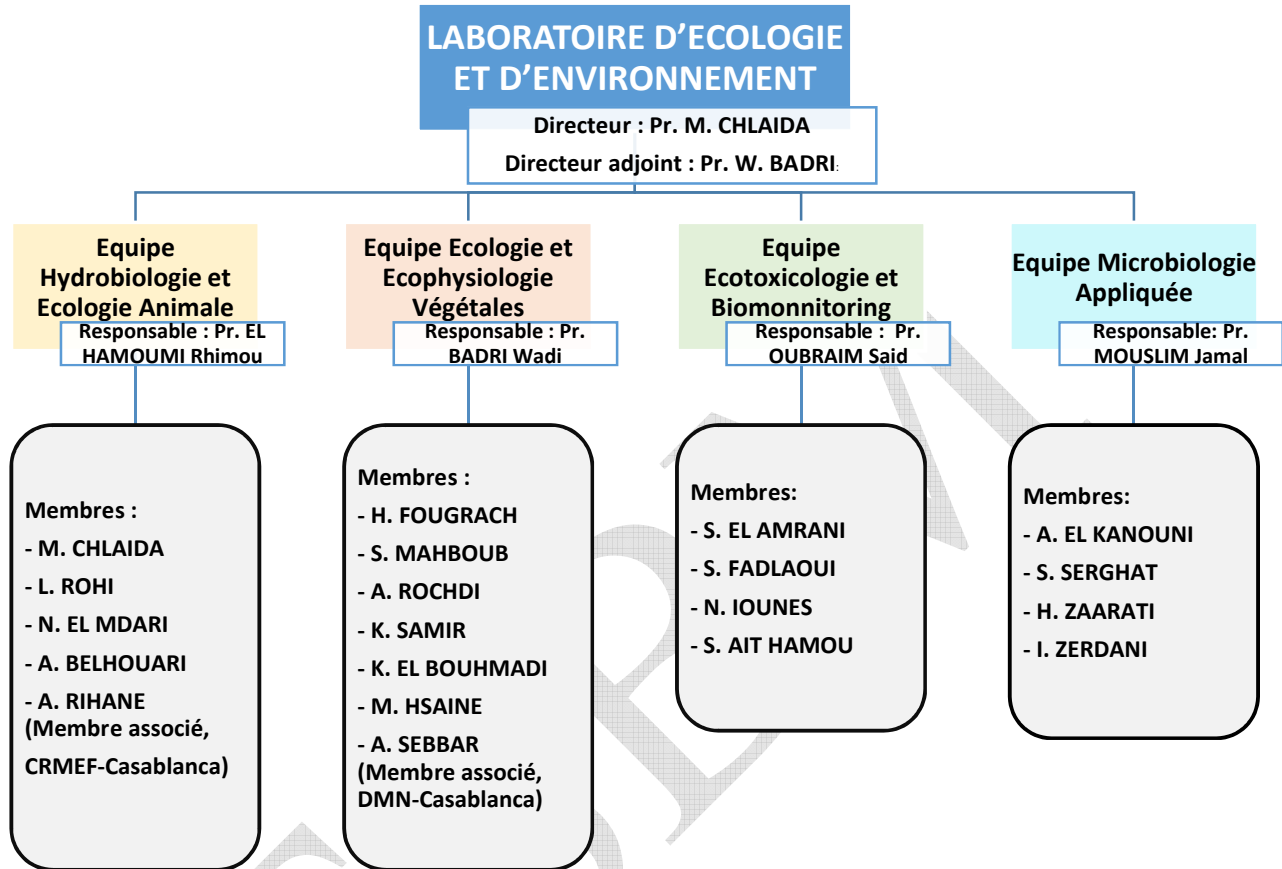 LABORATOIRE D'ECOLOGIE
ET D'ENVIRONNEMENT
Directeur : Pr. M. CHLAIDA
Directeur adjoint : Pr. W. BADRI:
Equipe
Hydrobiologie et
Ecologie Animale
Responsable : Pr. EL
HAMOUMI Rhimou
Membres :
- M. CHLAIDA
- L. ROHI
- N. EL MDARI
- A. BELHOUARI
- A. RIHANE
(Membre associé,
CRMEF-Casablanca)
Equipe Ecologie et
Ecophysiologie
Végétales
Responsable : Pr.
BADRI Wadi
Membres :
- H. FOUGRACH
- S. MAHBOUB
- A. ROCHDI
- K. SAMIR
- K. EL BOUHMADI
- M. HSAINE
- A. SEBBAR
(Membre associé,
DMN-Casablanca)
Equipe
Ecotoxicologie et
Biomonnitoring
Responsable : Pr.
OUBRAIM Said
Membres:
- S. EL AMRANI
- S. FADLAOUI
- N. IOUNES
- S. AIT HAMOU
Equipe Microbiologie
Appliquée
Responsable: Pr.
MOUSLIM Jamal
Membres:
- A. EL KANOUNI
- S. SERGHAT
- H. ZAARATI
- I. ZERDANI